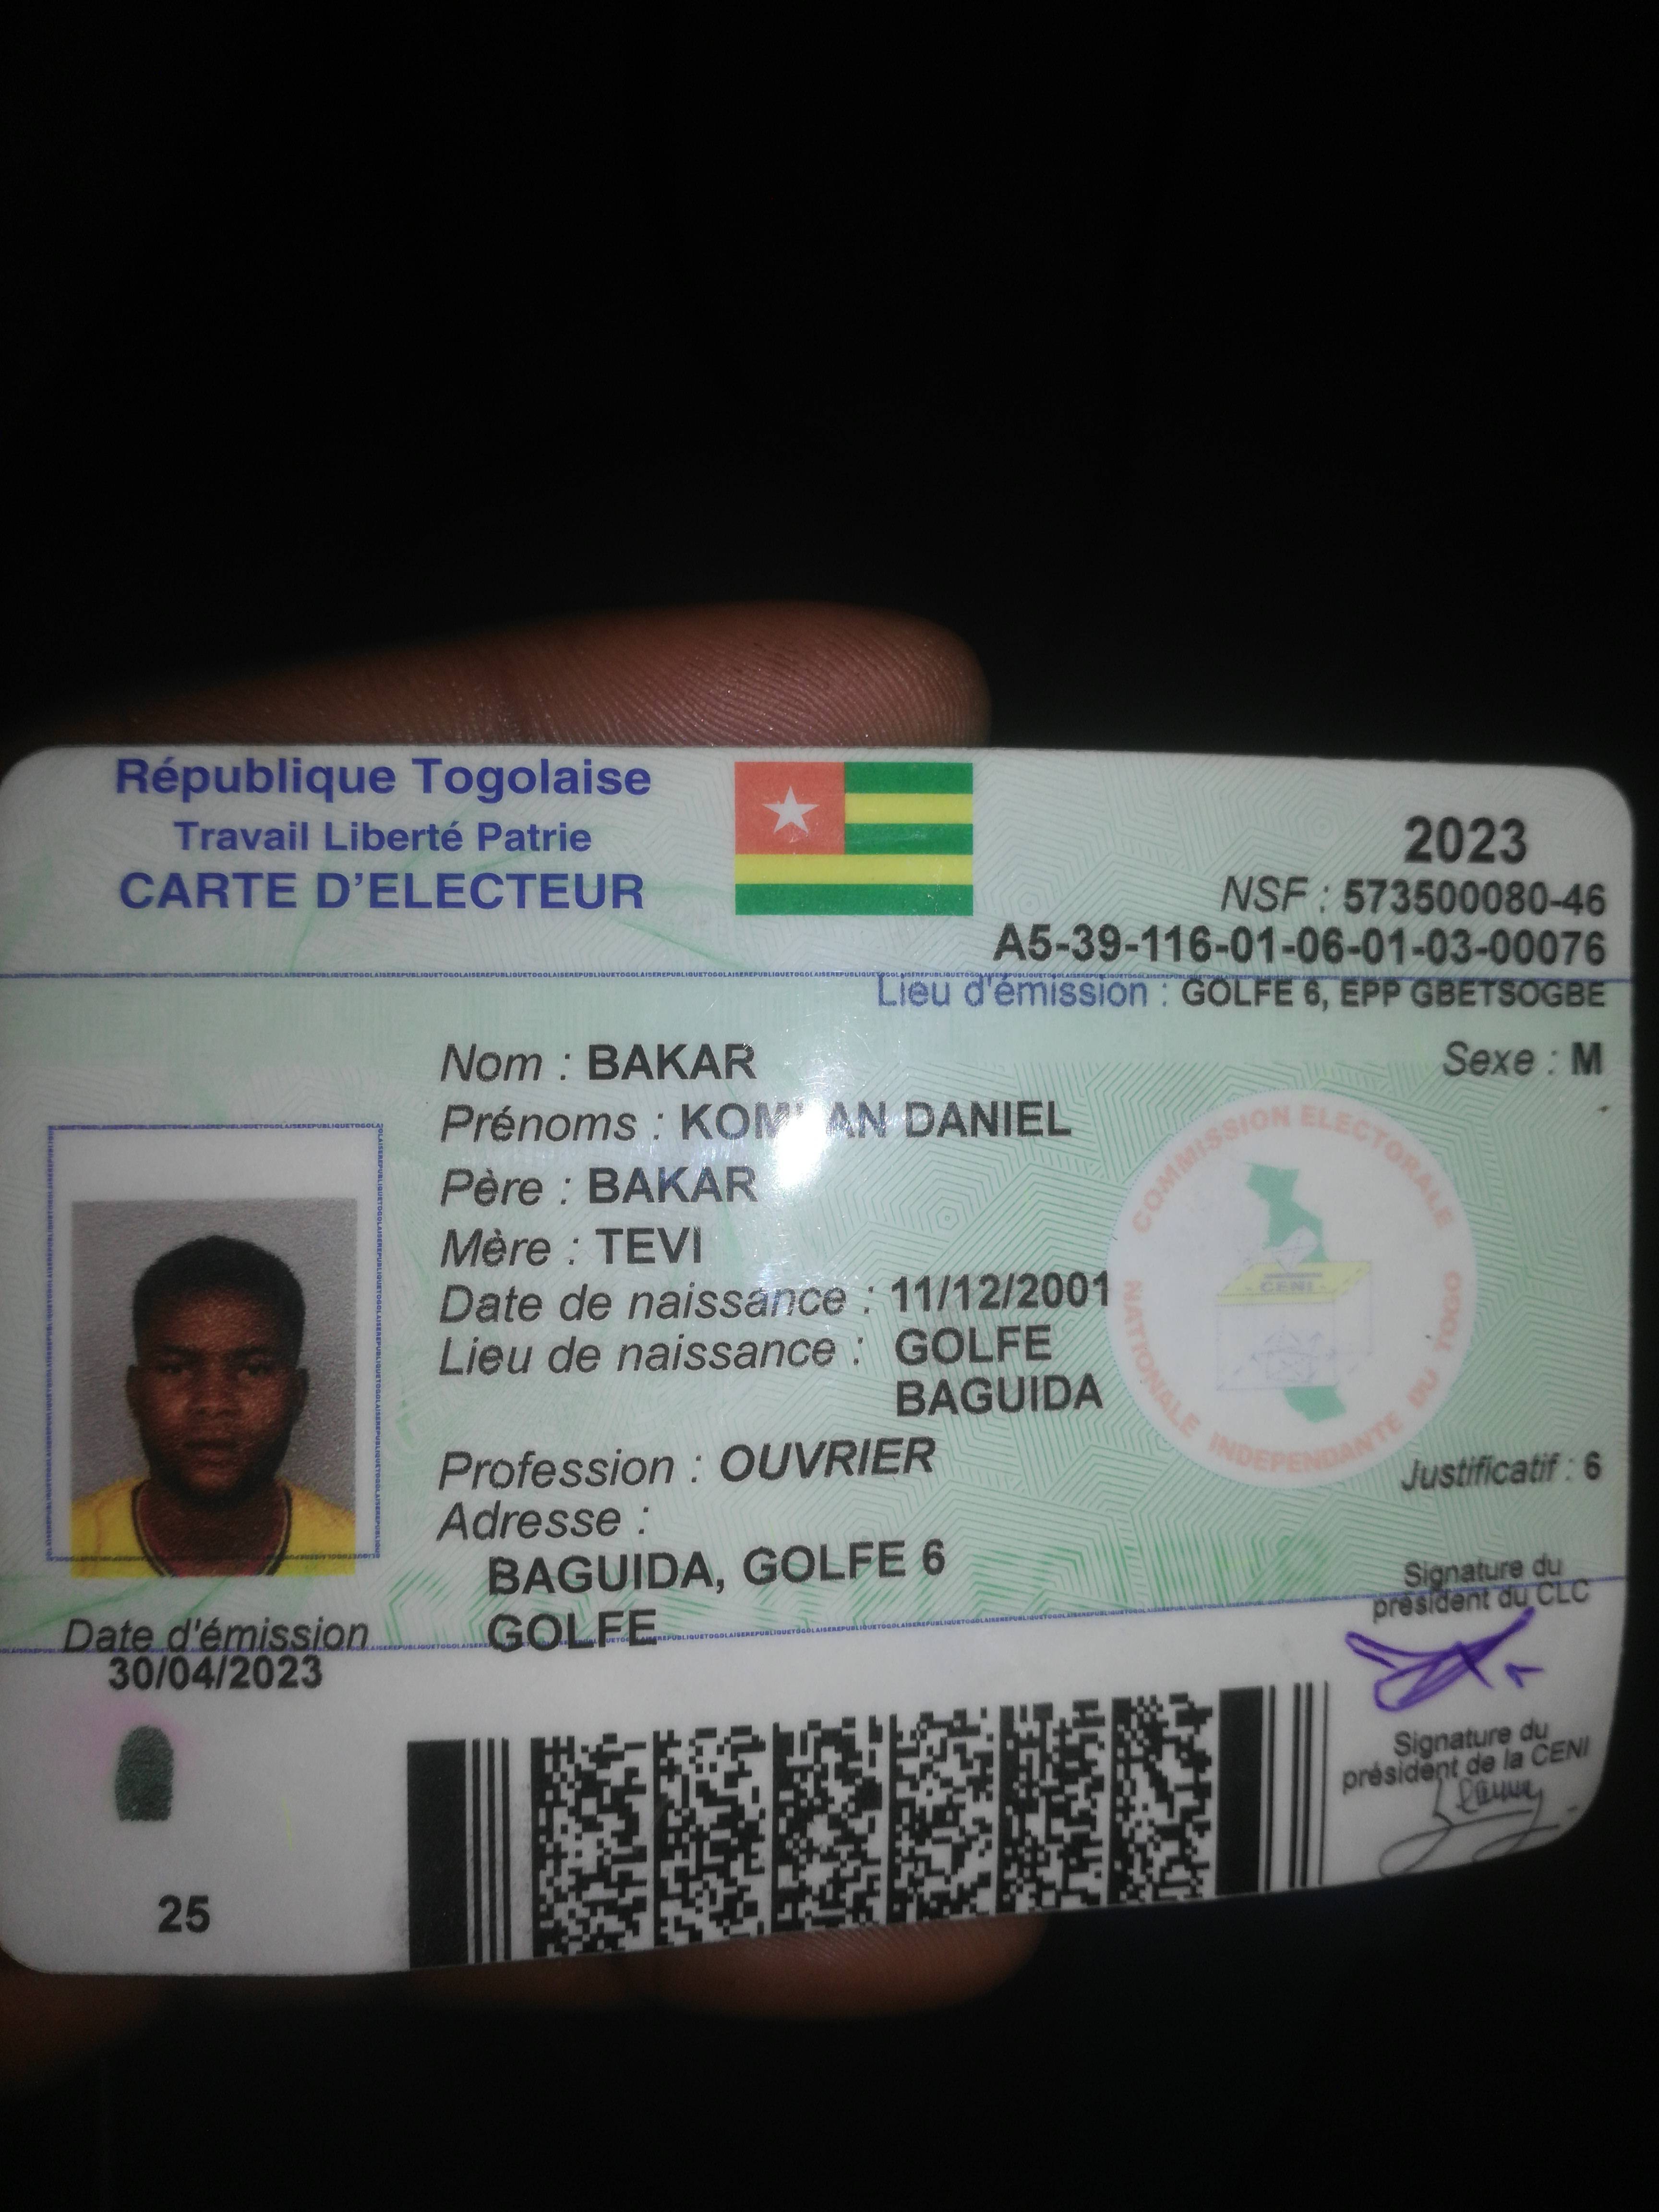 République Togolaise
Travail Liberté Patrie
CARTE D'ELECTEUR
2023
NSF : 573500080-46
A5-39-116-01-06-01-03-00076
Lieu d'émission : GOLFE 6, EPP GBETSOGBE
Nom : BAKAR
Sexe : M
Prénoms : DANIEL
Père : BAKAR
Mère : TEVI
Date de naissance : 11/12/2001
Lieu de naissance : GOLFE
BAGUIDA
Profession : OUVRIER
Adresse :
BAGUIDA, GOLFE 6
GOLFE
COMMISSION ELECTORALE
NATIONALE INDEPENDANTE DU TOGO
- CENI -
Justificatif : 6
Date d'émission
30/04/2023
25
Signature du
président du CLC
Signature du
président de la CENI